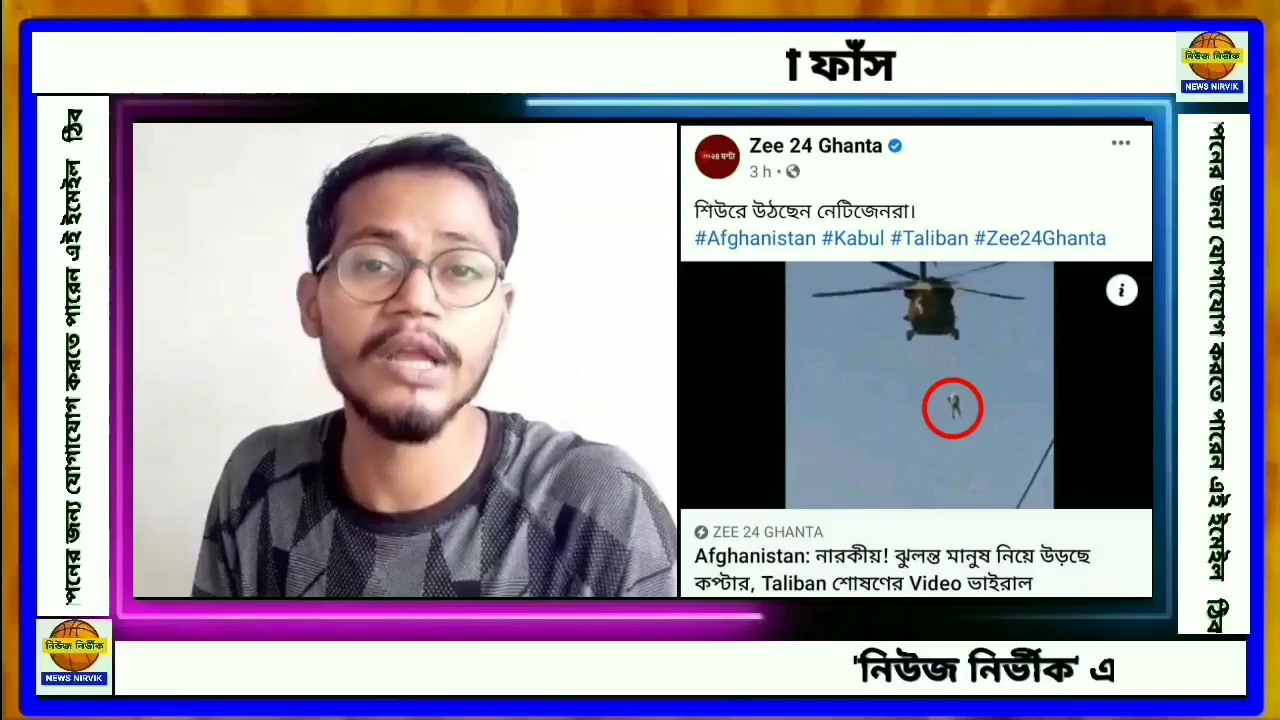 ফাঁস
নিউজ নির্ভীক
NEWS NIRVIK
পনের জন্য যোগাযোগ করতে পারেন এই ইমেইল ঠিব
Zee 24 Ghanta
3 h
শিউরে উঠছেন নেটিজেনরা।
#Afghanistan #Kabul #Taliban #Zee24Ghanta
ZEE 24 GHANTA
Afghanistan: নারকীয়! ঝুলন্ত মানুষ নিয়ে উড়ছে
কপ্টার, Taliban শোষণের Video ভাইরাল
পনের জন্য যোগাযোগ করতে পারেন এই ইমেইল ঠিব
নিউজ নির্ভীক
NEWS NIRVIK
'নিউজ নির্ভীক' এ